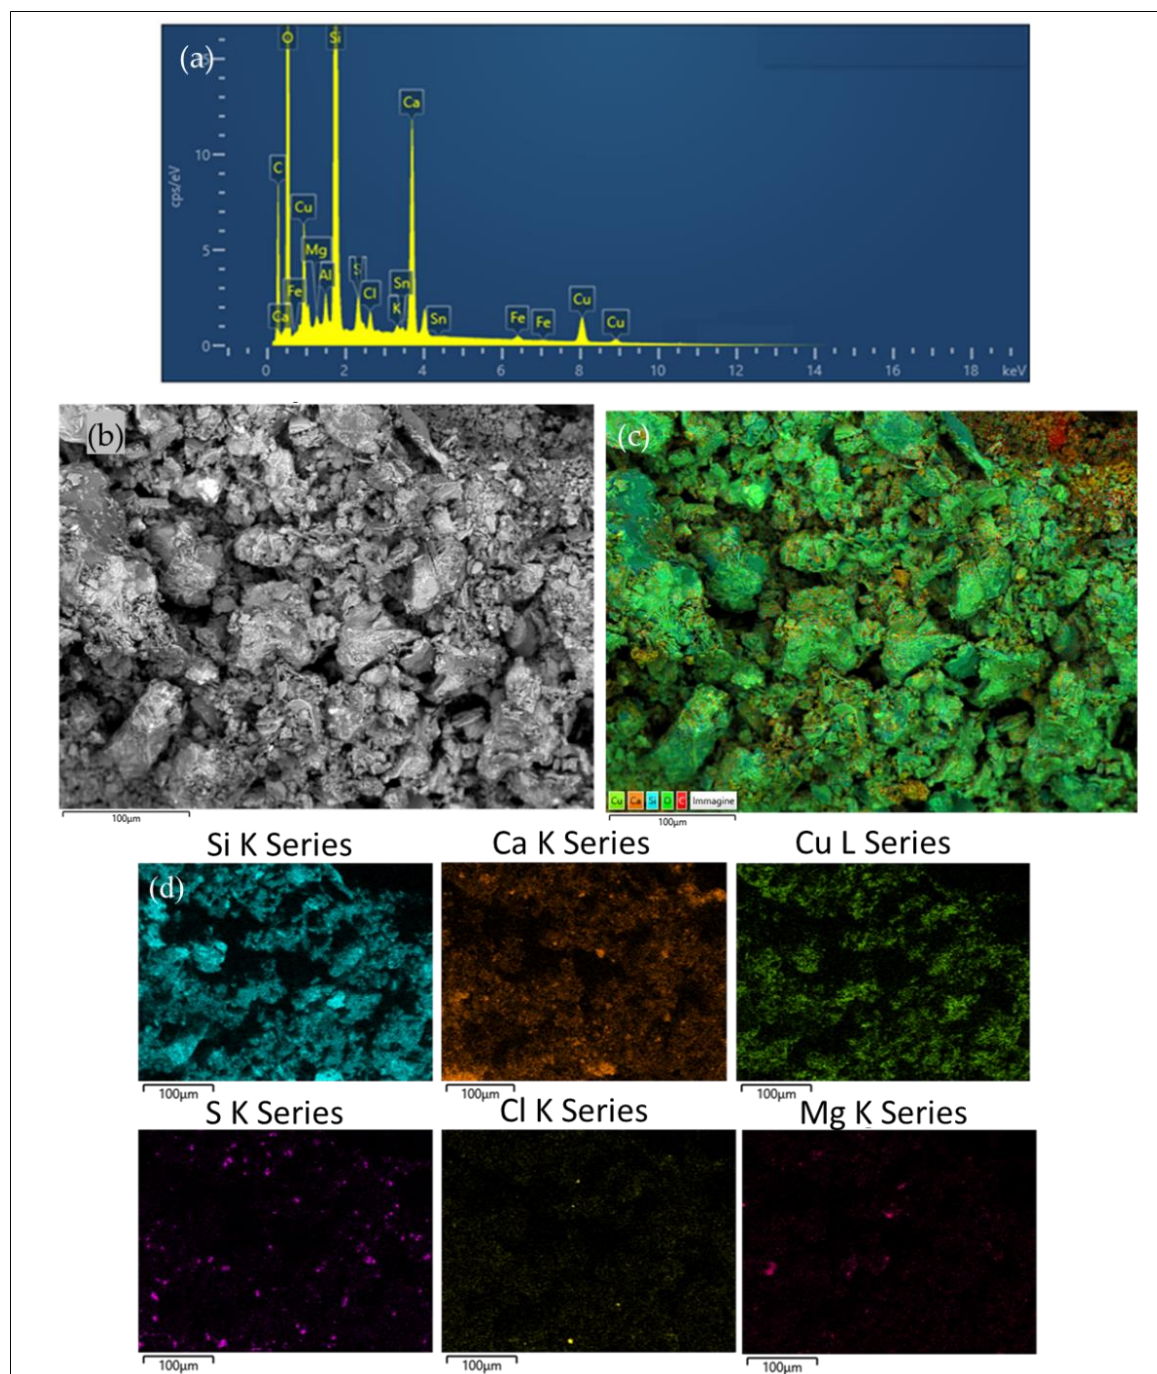 (a)
O
Si
Ca
10
C
cps/eV
Cu
5
Mg
Al
S
Sn
Fe
Cl
K
Cu
Ca
Sn
Fe
Fe
Cu
0
0 2 4 6 8 10 12 14 16 18 keV
(b)
(c)
Cu Ca Si O C Immagine
100µm
100µm
Si K Series
Ca K Series
Cu L Series
(d)
100µm
100µm
100µm
S K Series
Cl K Series
Mg K Series
100µm
100µm
100µm